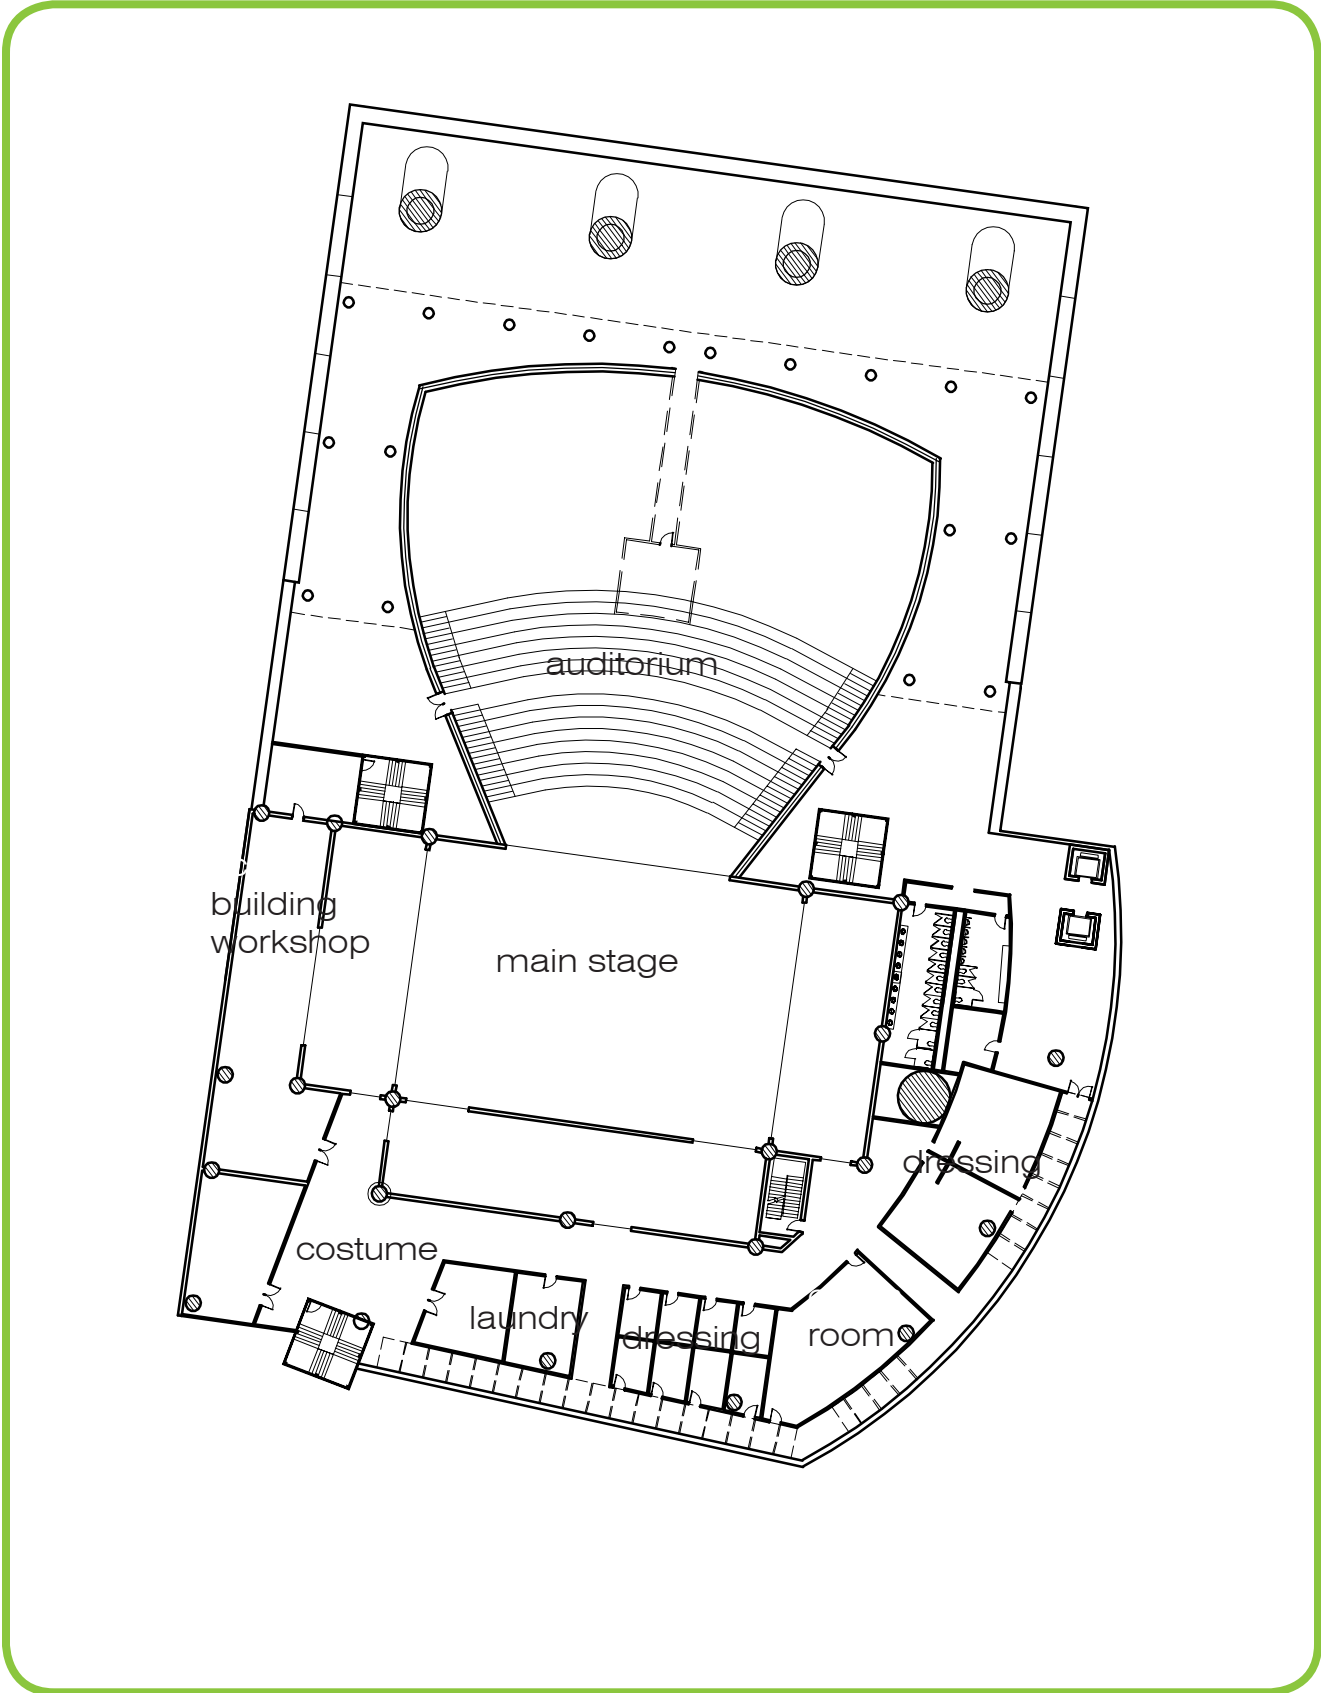 auditorium
building
workshop
main stage
dressing
costume
laundry
dressing
room